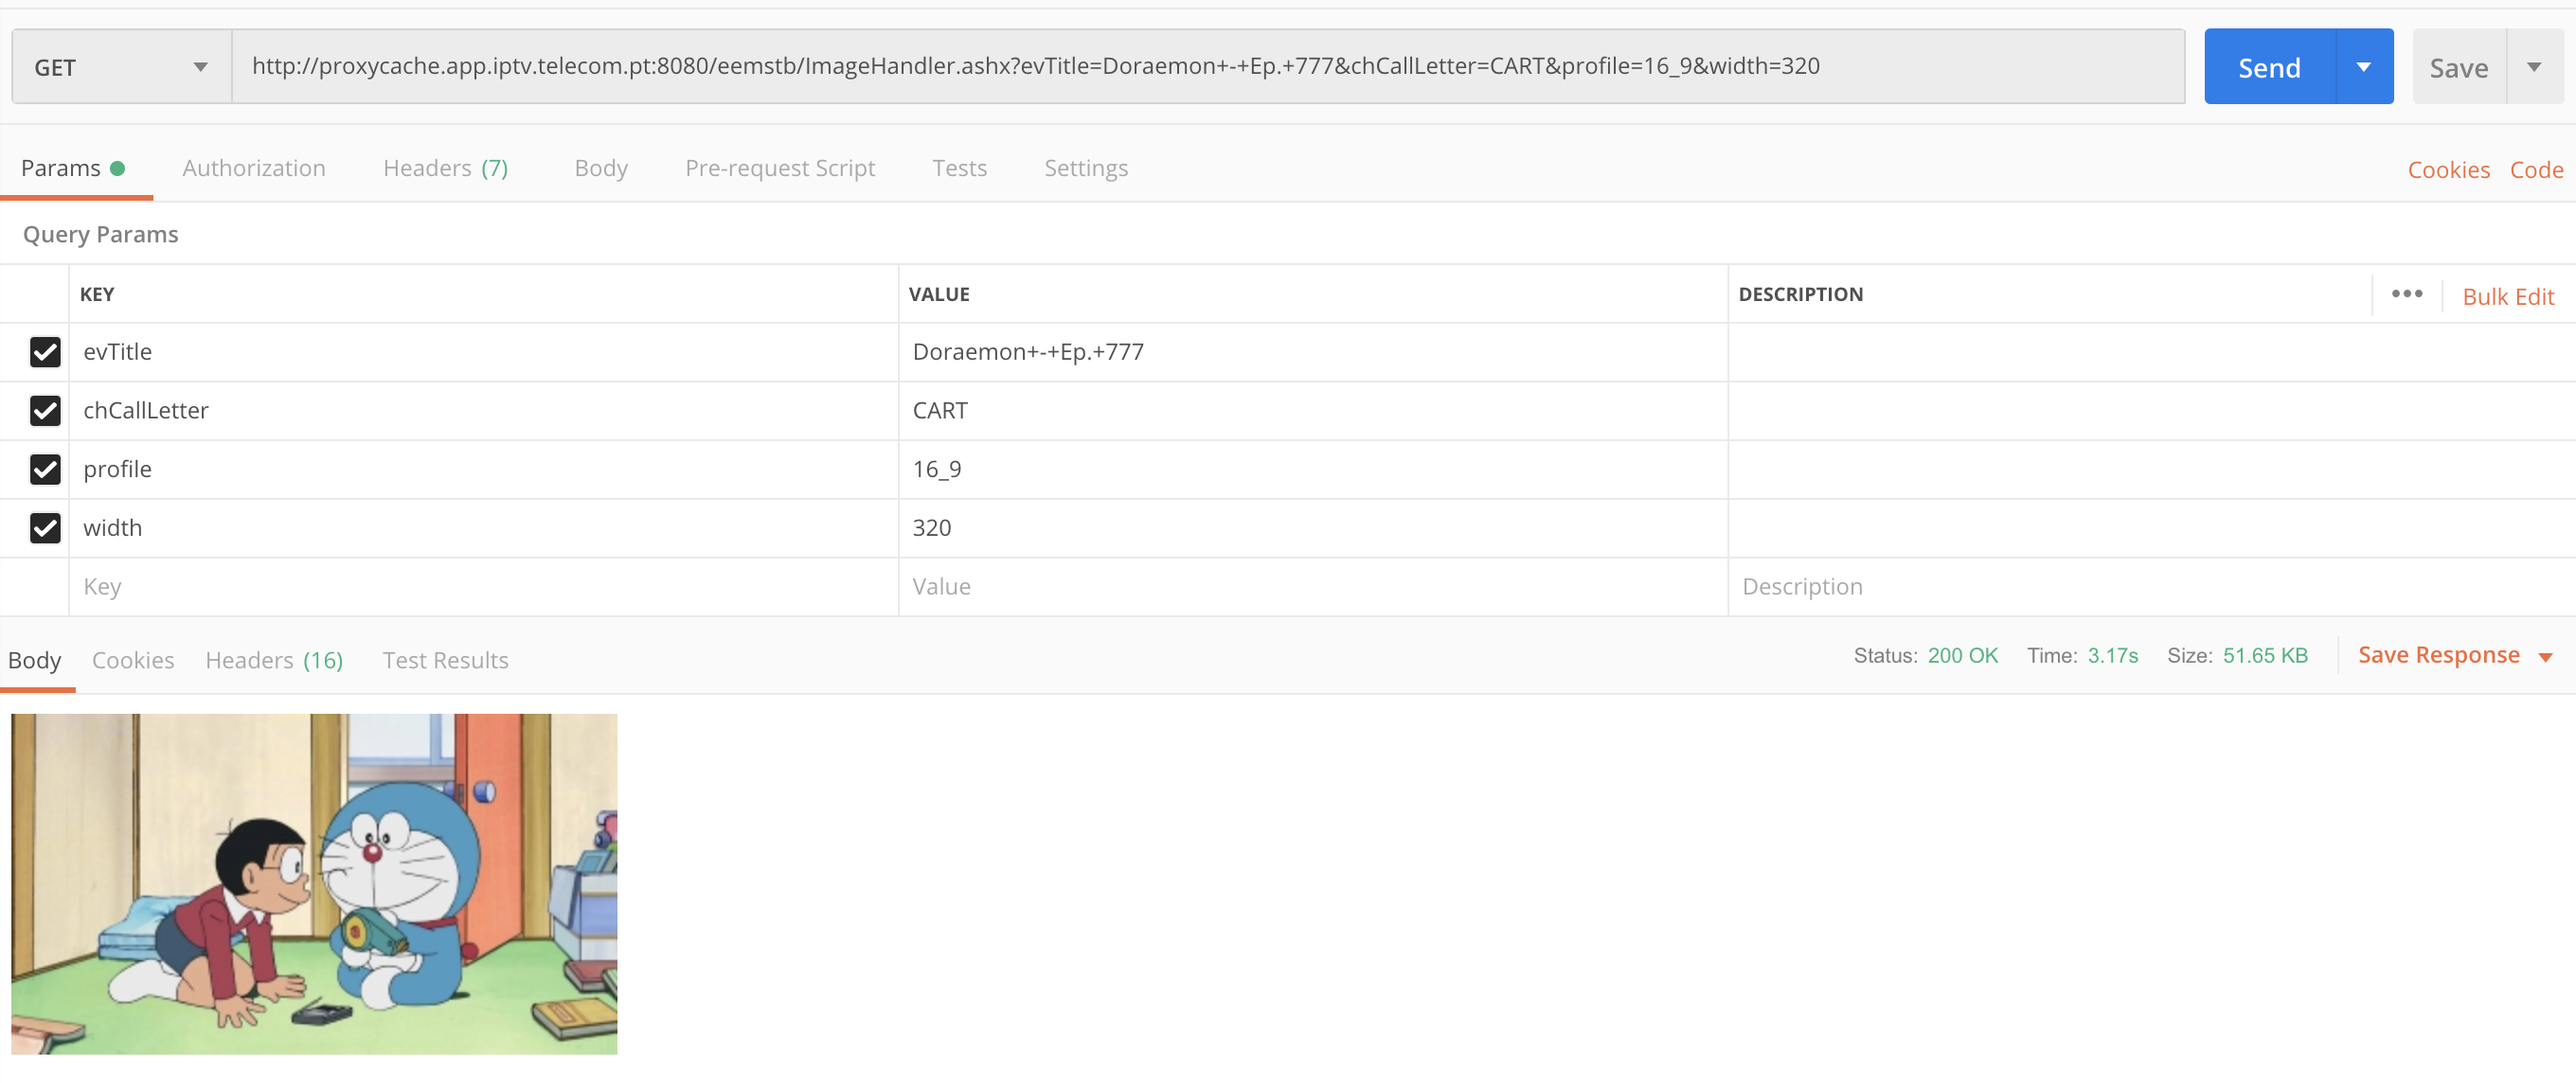 GET http://proxycache.app.iptv.telecom.pt:8080/eemstb/ImageHandler.ashx?evTitle=Doraemon+-+Ep.+777&chCallLetter=CART&profile=16_9&width=320 Send Save
Params Authorization Headers (7) Body Pre-request Script Tests Settings Cookies Code
Query Params
KEY VALUE DESCRIPTION ••• Bulk Edit
evTitle Doraemon+-+Ep.+777
chCallLetter CART
profile 16_9
width 320
Key Value Description
Body Cookies Headers (16) Test Results Status: 200 OK Time: 3.17s Size: 51.65 KB Save Response